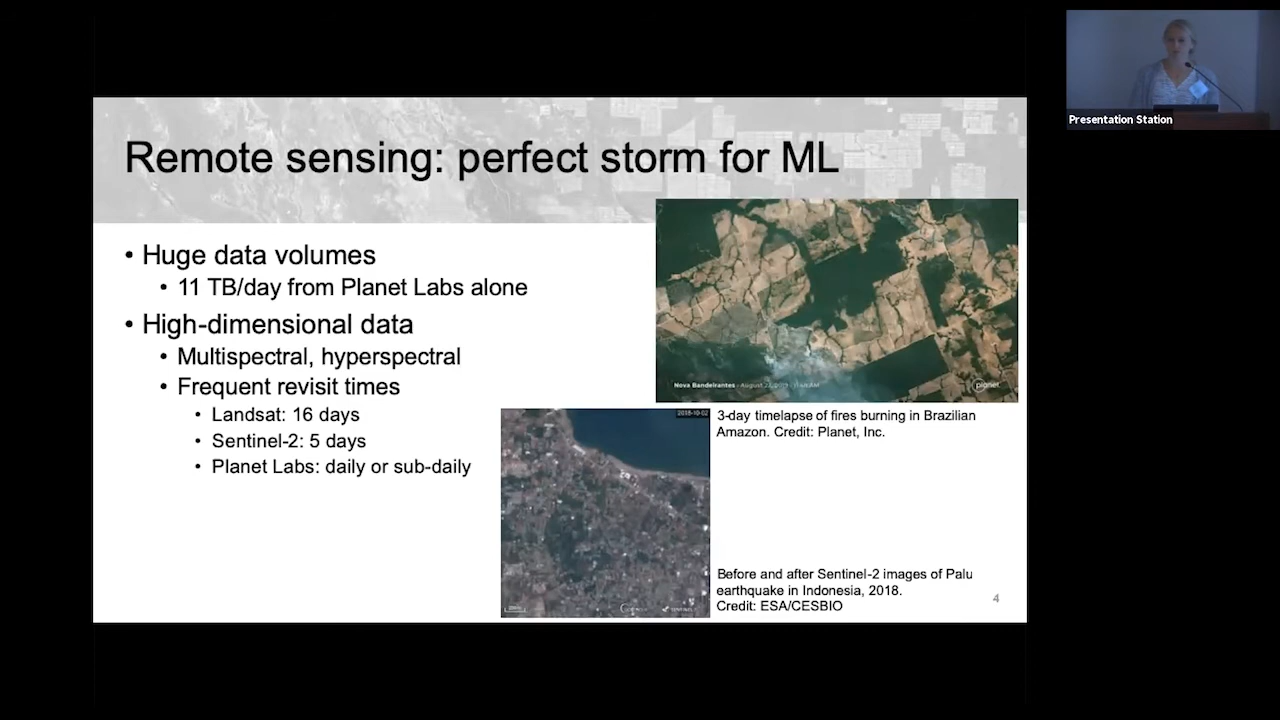 Presentation Station
Remote sensing: perfect storm for ML
• Huge data volumes
• 11 TB/day from Planet Labs alone
• High-dimensional data
• Multispectral, hyperspectral
• Frequent revisit times
• Landsat: 16 days
• Sentinel-2: 5 days
• Planet Labs: daily or sub-daily
Nova Bandeirantes
planet
3-day timelapse of fires burning in Brazilian
Amazon. Credit: Planet, Inc.
2018-10-02
Before and after Sentinel-2 images of Palu
earthquake in Indonesia, 2018.
Credit: ESA/CESBIO
4